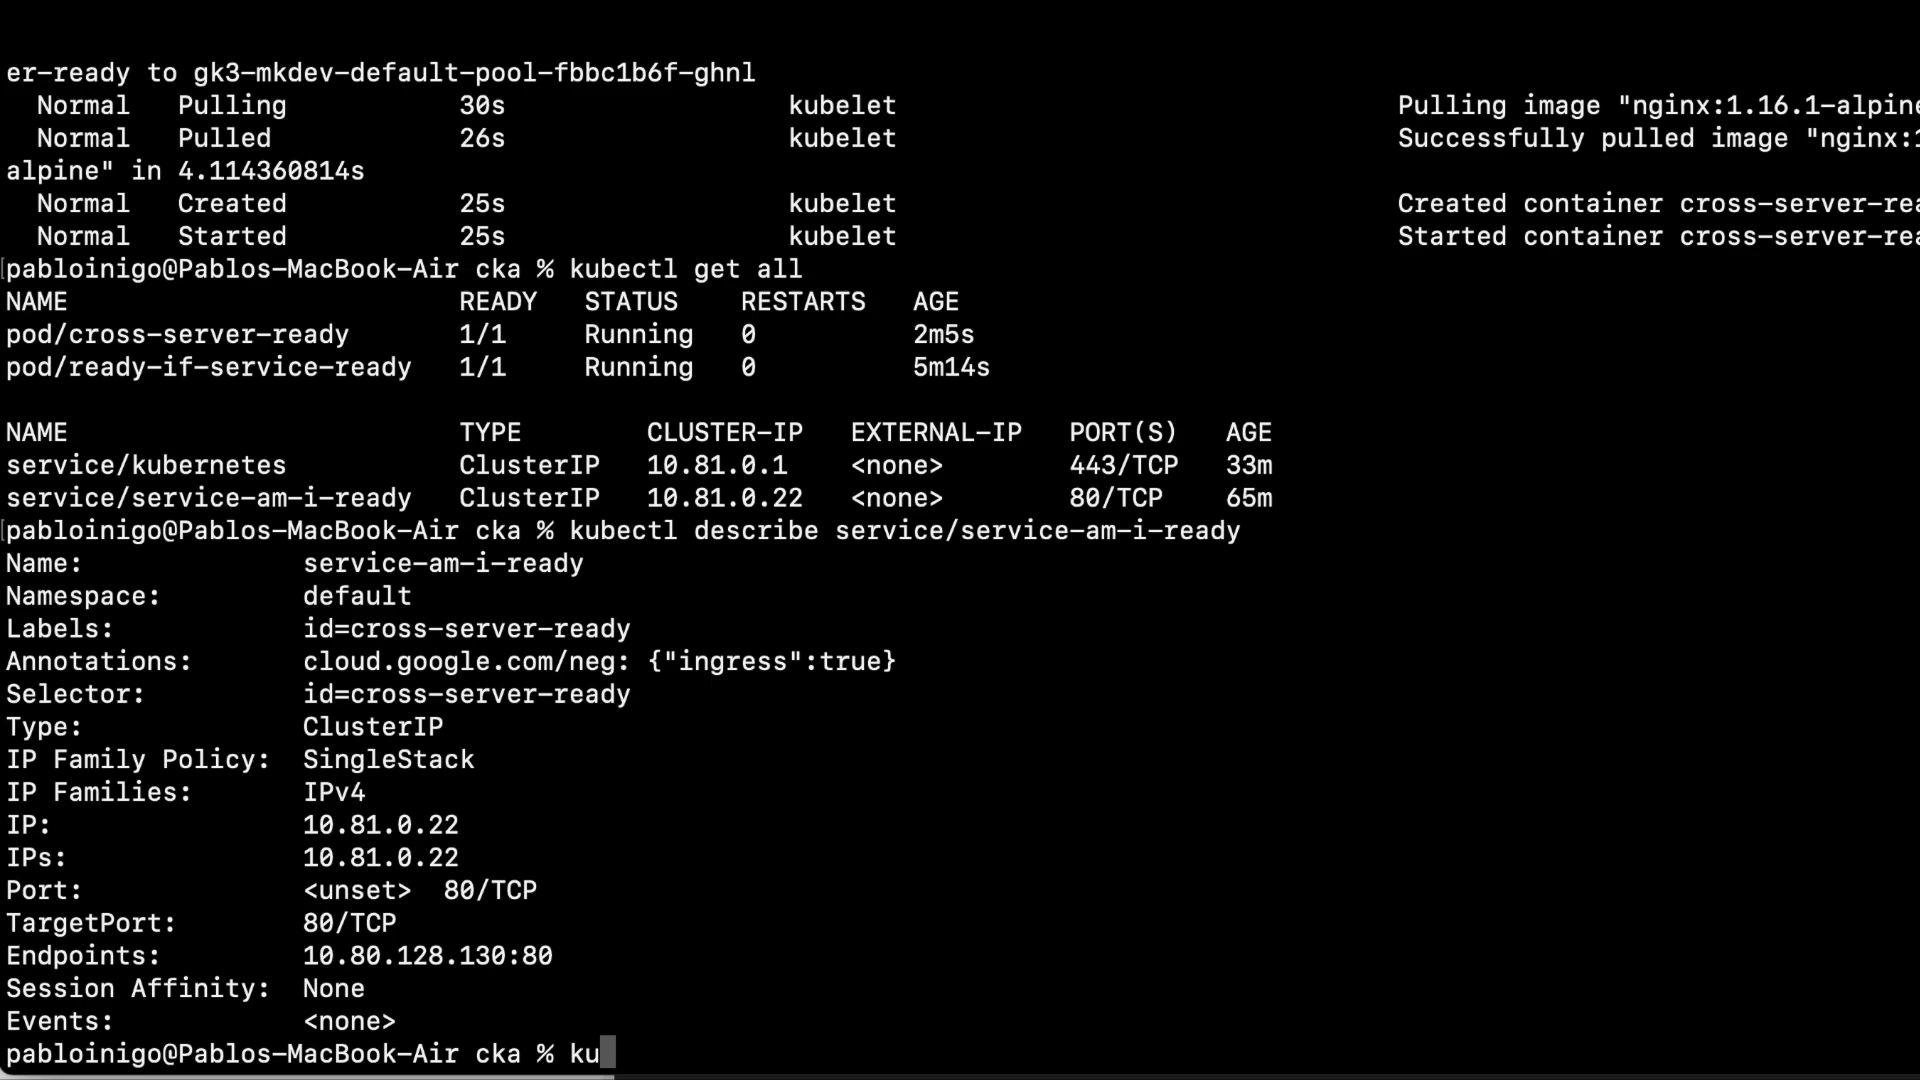 er-ready to gk3-mkdev-default-pool-fbbc1b6f-ghnl
Normal Pulling 30s kubelet Pulling image "nginx:1.16.1-alpine
Normal Pulled 26s kubelet Successfully pulled image "nginx:1
alpine" in 4.114360814s
Normal Created 25s kubelet Created container cross-server-rea
Normal Started 25s kubelet Started container cross-server-rea
pabloinigo@Pablos-MacBook-Air cka % kubectl get all
NAME READY STATUS RESTARTS AGE
pod/cross-server-ready 1/1 Running 0 2m5s
pod/ready-if-service-ready 1/1 Running 0 5m14s
NAME TYPE CLUSTER-IP EXTERNAL-IP PORT(S) AGE
service/kubernetes ClusterIP 10.81.0.1 <none> 443/TCP 33m
service/service-am-i-ready ClusterIP 10.81.0.22 <none> 80/TCP 65m
pabloinigo@Pablos-MacBook-Air cka % kubectl describe service/service-am-i-ready
Name: service-am-i-ready
Namespace: default
Labels: id=cross-server-ready
Annotations: cloud.google.com/neg: {"ingress":true}
Selector: id=cross-server-ready
Type: ClusterIP
IP Family Policy: SingleStack
IP Families: IPv4
IP: 10.81.0.22
IPs: 10.81.0.22
Port: <unset> 80/TCP
TargetPort: 80/TCP
Endpoints: 10.80.128.130:80
Session Affinity: None
Events: <none>
pabloinigo@Pablos-MacBook-Air cka % ku